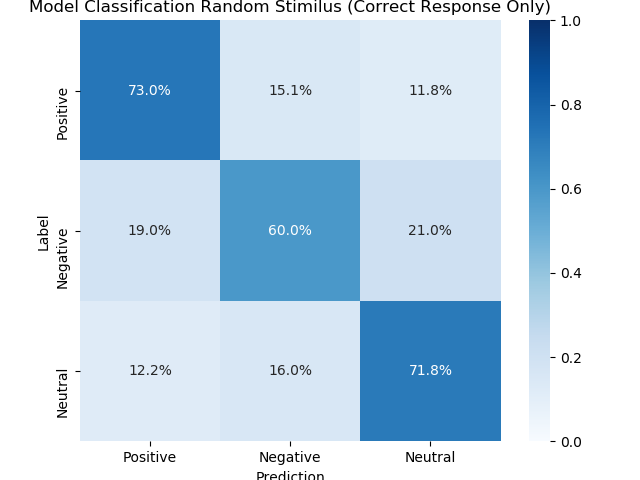 Model Classification Random Stimilus (Correct Response Only)
Label
Positive
73.0% 15.1% 11.8%
Negative
19.0% 60.0% 21.0%
Neutral
12.2% 16.0% 71.8%
Positive Negative Neutral
Prediction
1.0
0.8
0.6
0.4
0.2
0.0